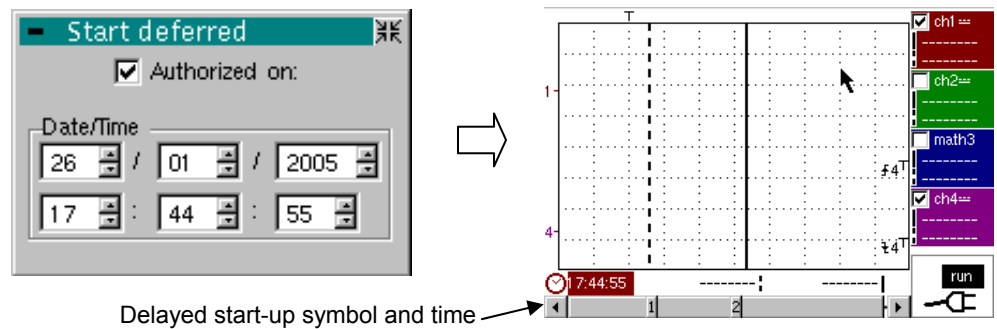 Start deferred
Authorized on:
Date/Time
26 / 01 / 2005
17 : 44 : 55
T
ch1
--------
--------
1
ch2
--------
--------
math3
--------
--------
4T
ch4
--------
--------
4
4T
17:44:55
-------- --------
run
1 2
Delayed start-up symbol and time